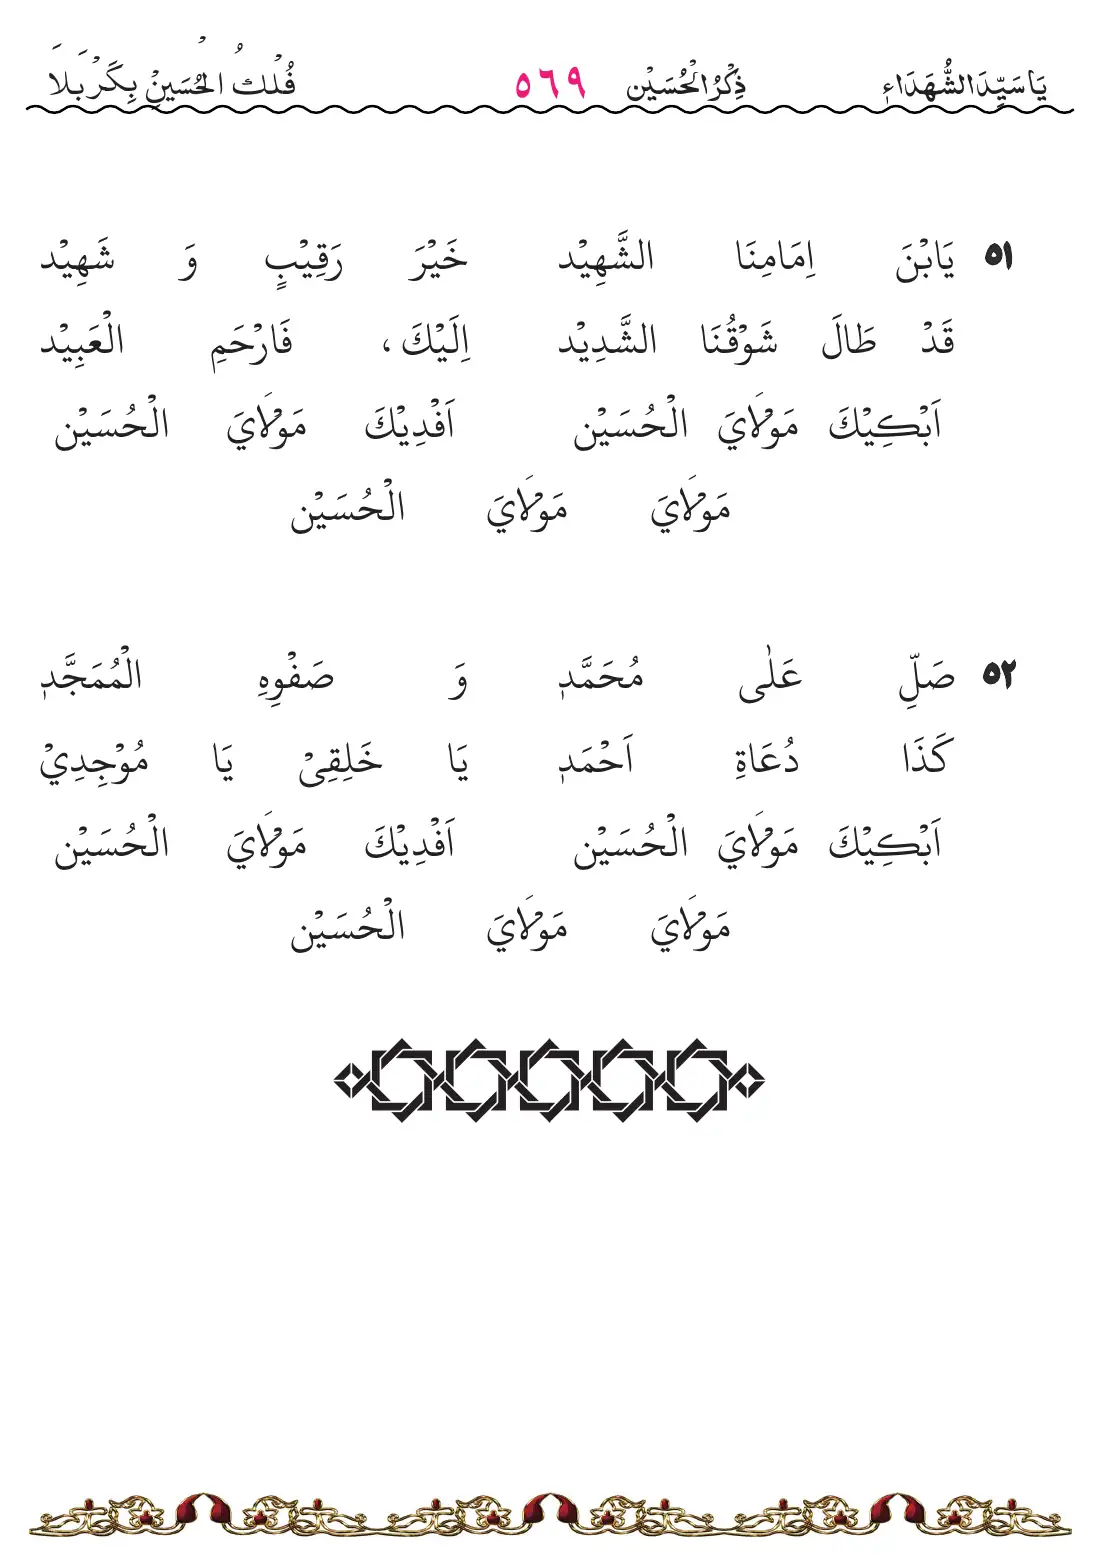 يَاسَيِّدَالشُّهَدَاءِ ذِكْرُالْحُسَيْن ٥٦٩ فُلْكُ الْحُسَيْنِ بِكَرْبَلَا
٥١ يَابْنَ اِمَامِنَا الشَّهِيْد خَيْرَ رَقِيْبٍ وَ شَهِيْد
قَدْ طَالَ شَوْقُنَا الشَّدِيْد اِلَيْكَ، فَارْحَمِ الْعَبِيْد
اَبْكِيْكَ مَوْلَايَ الْحُسَيْن اَفْدِيْكَ مَوْلَايَ الْحُسَيْن
مَوْلَايَ مَوْلَايَ الْحُسَيْن
٥٢ صَلِّ عَلٰى مُحَمَّدٖ وَ صَفْوِهِ الْمُمَجَّدٖ
كَذَا دُعَاةِ اَحْمَدٖ يَا خَلِقِيْ يَا مُوْجِدِيْ
اَبْكِيْكَ مَوْلَايَ الْحُسَيْن اَفْدِيْكَ مَوْلَايَ الْحُسَيْن
مَوْلَايَ مَوْلَايَ الْحُسَيْن